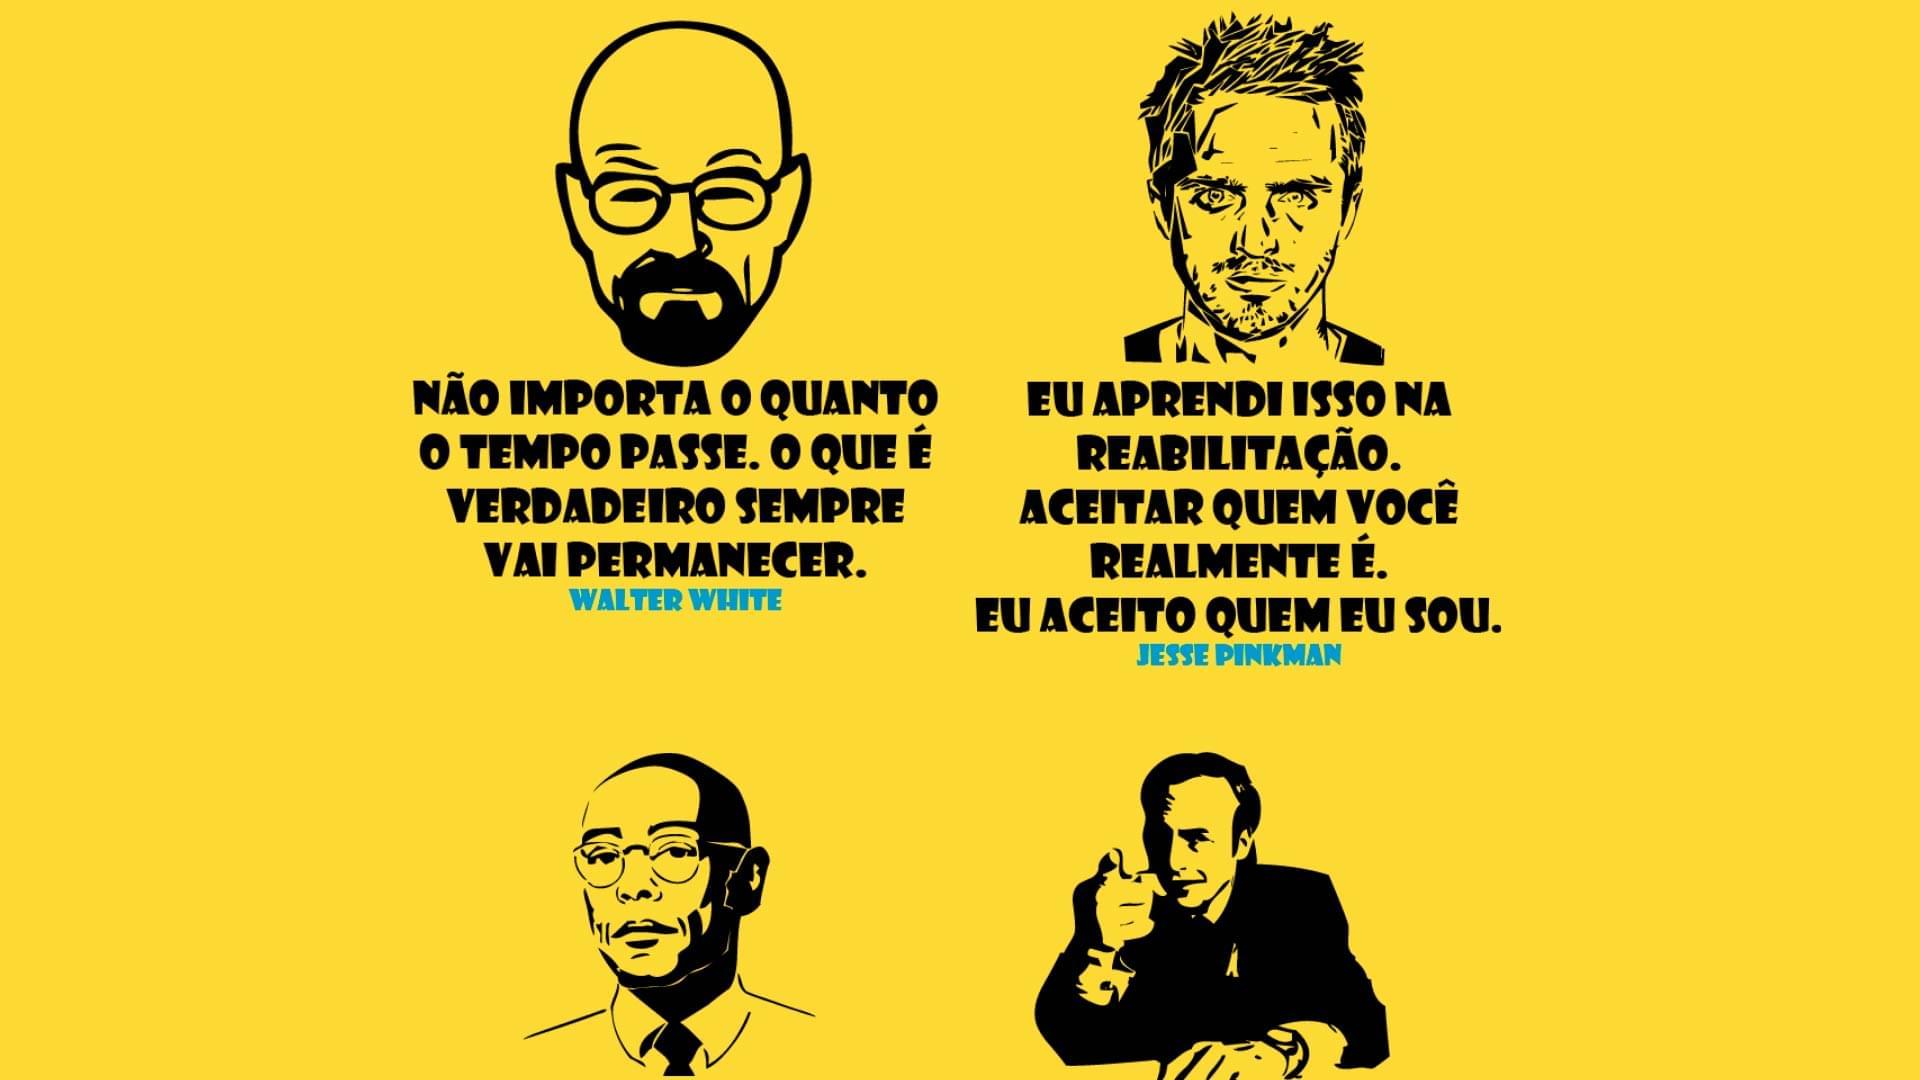 NÃO IMPORTA O QUANTO
O TEMPO PASSE. O QUE É
VERDADEIRO SEMPRE
VAI PERMANECER.
WALTER WHITE
EU APRENDI ISSO NA
REABILITAÇÃO.
ACEITAR QUEM VOCÊ
REALMENTE É.
EU ACEITO QUEM EU SOU.
JESSE PINKMAN